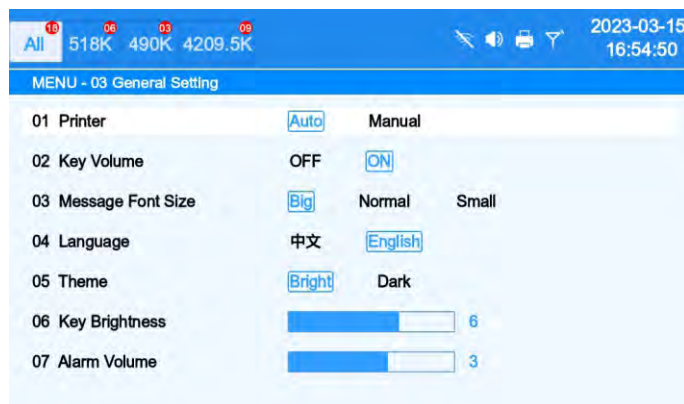 18 06 03 09
All 518K 490K 4209.5K
2023-03-15
16:54:50
MENU - 03 General Setting
01 Printer Auto Manual
02 Key Volume OFF ON
03 Message Font Size Big Normal Small
04 Language 中文 English
05 Theme Bright Dark
06 Key Brightness 6
07 Alarm Volume 3